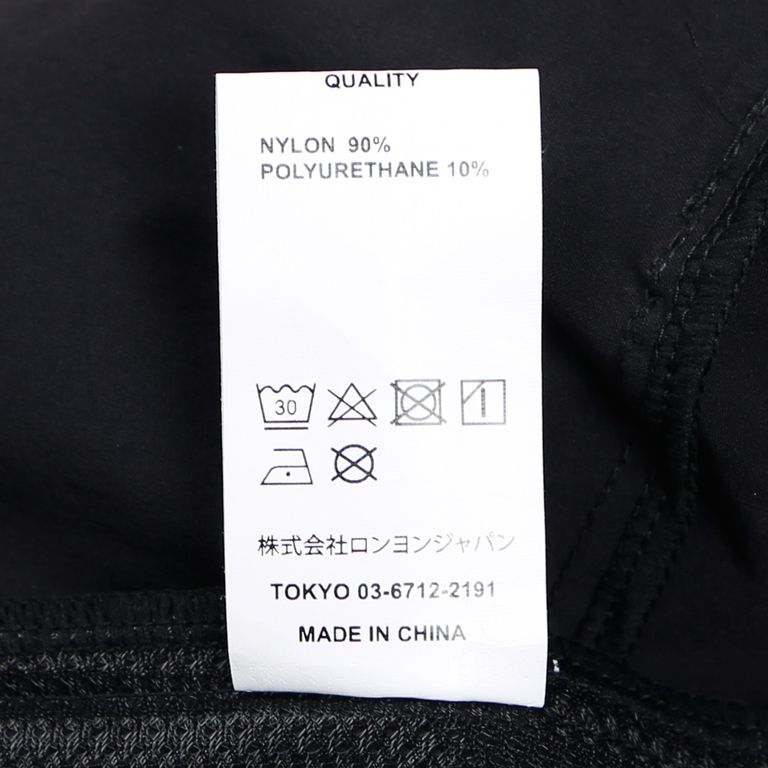 QUALITY
NYLON 90%
POLYURETHANE 10%
30
株式会社ロンヨンジャパン
TOKYO 03-6712-2191
MADE IN CHINA